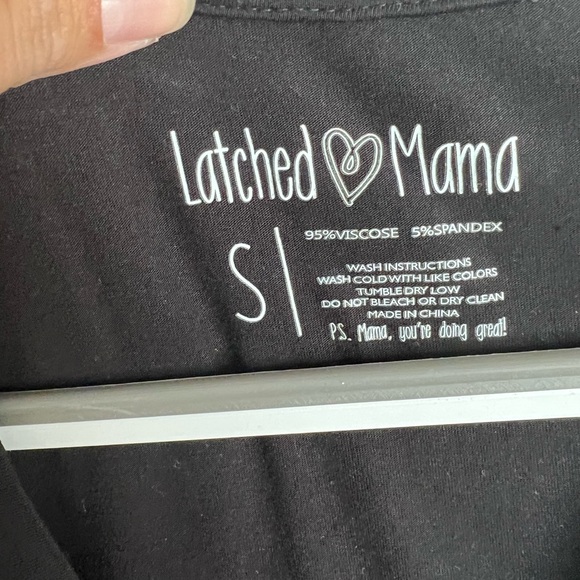 Latched Mama
S
95%VISCOSE 5%SPANDEX
WASH INSTRUCTIONS
WASH COLD WITH LIKE COLORS
TUMBLE DRY LOW
DO NOT BLEACH OR DRY CLEAN
MADE IN CHINA
P.S. Mama, you're doing great!